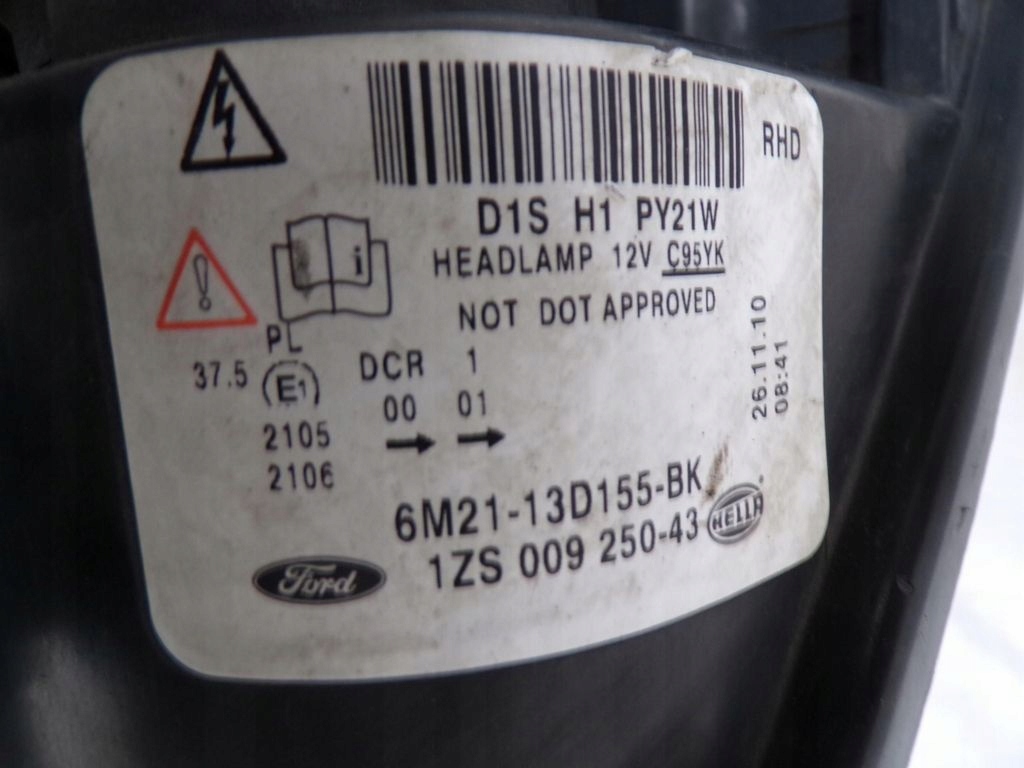 RHD
D1S H1 PY21W
HEADLAMP 12V C95YK
NOT DOT APPROVED
26.11.10
08:41
i
PL
37.5 E1 DCR 1
00 01
2105
2106
6M21-13D155-BK
1ZS 009 250-43
HELLA
Ford